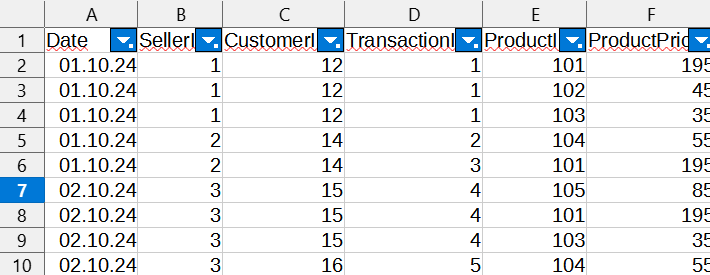 A B C D E F
1 Date SellerI CustomerI TransactionI ProductI ProductPric
2 01.10.24 1 12 1 101 195
3 01.10.24 1 12 1 102 45
4 01.10.24 1 12 1 103 35
5 01.10.24 2 14 2 104 55
6 01.10.24 2 14 3 101 195
7 02.10.24 3 15 4 105 85
8 02.10.24 3 15 4 101 195
9 02.10.24 3 15 4 103 35
10 02.10.24 3 16 5 104 55